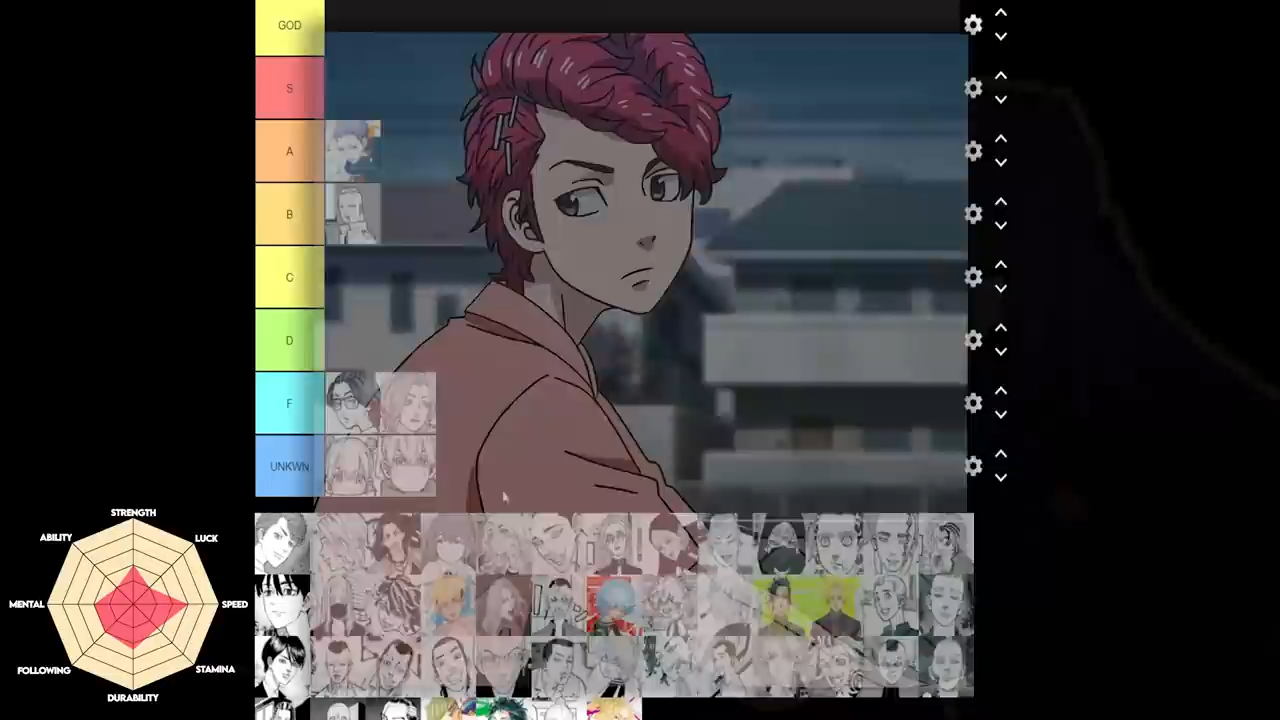 GOD
S
A
B
C
D
F
UNKWN
STRENGTH
ABILITY
LUCK
MENTAL
SPEED
FOLLOWING
STAMINA
DURABILITY